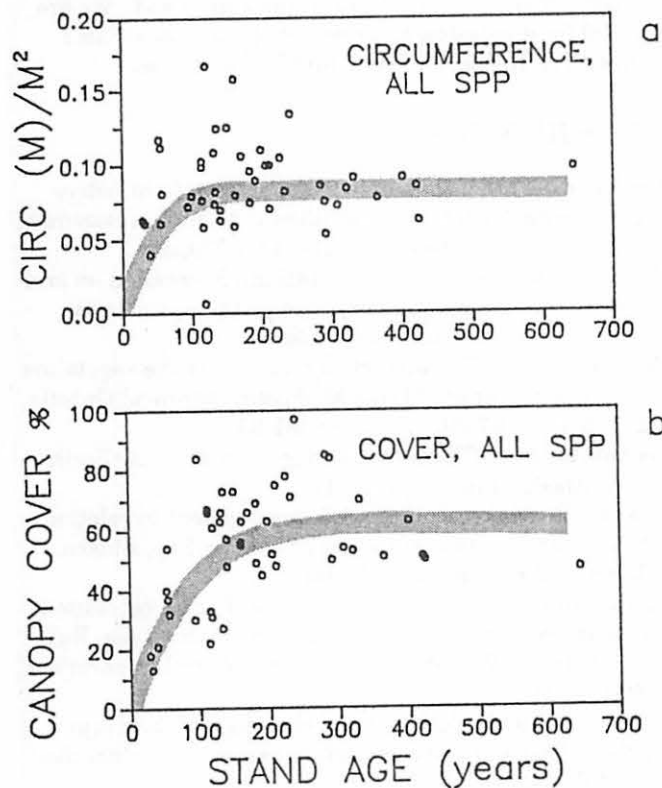 a
CIRCUMFERENCE,
ALL SPP
CIRC (M)/M²
0.20
0.15
0.10
0.05
0.00
0 100 200 300 400 500 600 700
b
COVER, ALL SPP
CANOPY COVER %
100
80
60
40
20
0
0 100 200 300 400 500 600 700
STAND AGE (years)